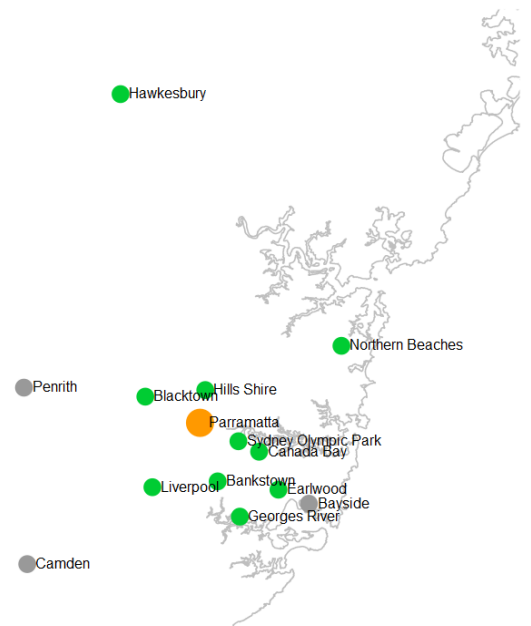 Hawkesbury
Northern Beaches
Penrith
Hills Shire
Blacktown
Parramatta
Sydney Olympic Park
Canada Bay
Bankstown
Liverpool
Earlwood
Bayside
Georges River
Camden